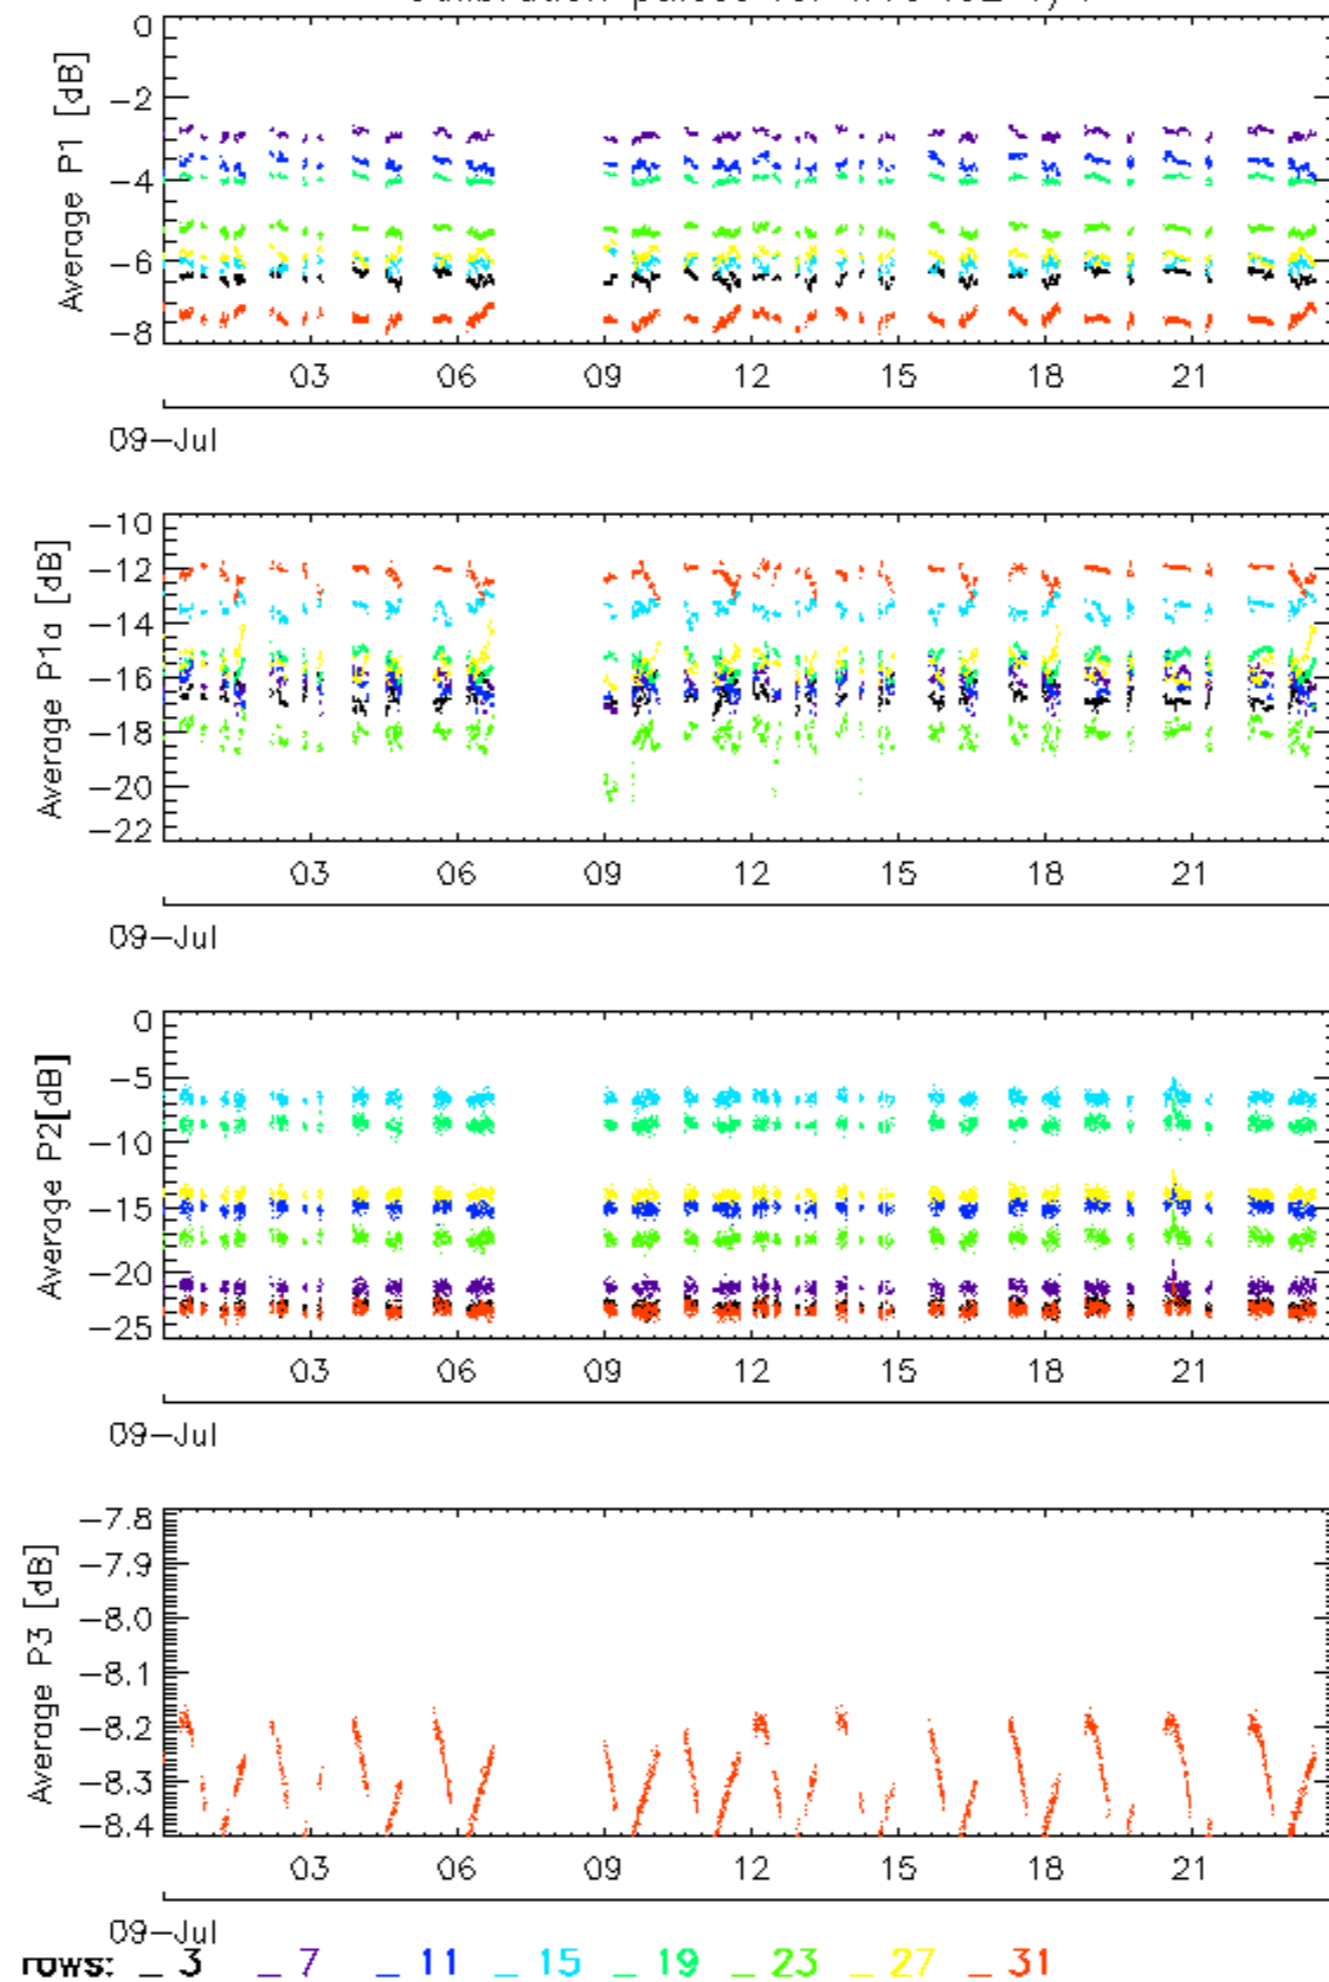 0
-2
-4
-6
-8
Average P1 [dB]
03 06 09 12 15 18 21
09-Jul
-10
-12
-14
-16
-18
-20
-22
Average P1a [dB]
03 06 09 12 15 18 21
09-Jul
0
-5
-10
-15
-20
-25
Average P2[dB]
03 06 09 12 15 18 21
09-Jul
-7.8
-7.9
-8.0
-8.1
-8.2
-8.3
-8.4
Average P3 [dB]
03 06 09 12 15 18 21
09-Jul
rows: _ 3 _ 7 _ 11 _ 15 _ 19 _ 23 _ 27 _ 31